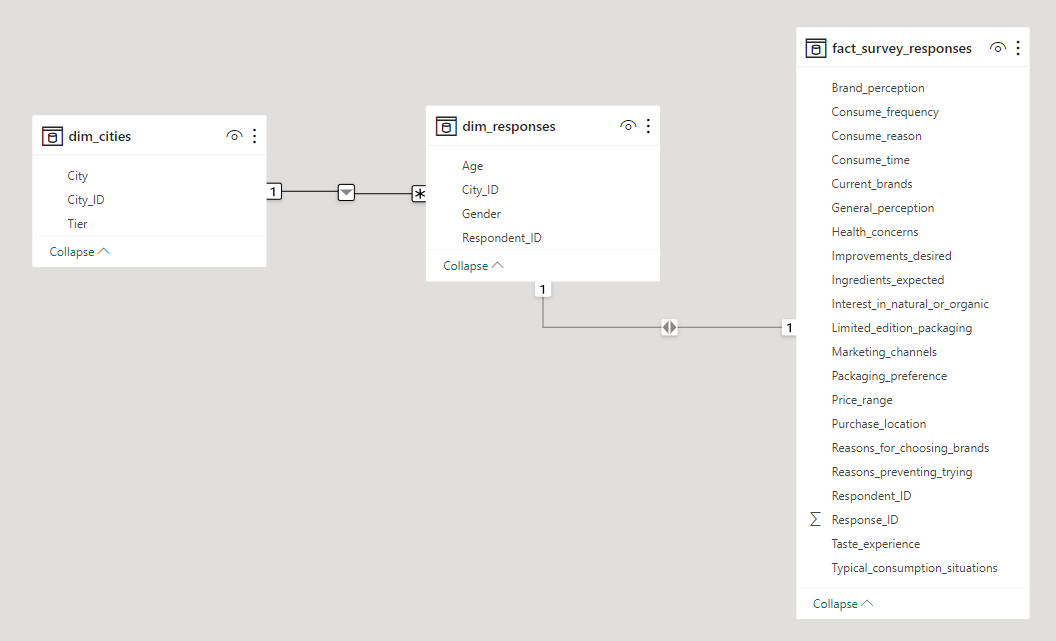 dim_cities
City
City_ID
Tier
Collapse
1
*
dim_responses
Age
City_ID
Gender
Respondent_ID
Collapse
1
1
fact_survey_responses
Brand_perception
Consume_frequency
Consume_reason
Consume_time
Current_brands
General_perception
Health_concerns
Improvements_desired
Ingredients_expected
Interest_in_natural_or_organic
Limited_edition_packaging
Marketing_channels
Packaging_preference
Price_range
Purchase_location
Reasons_for_choosing_brands
Reasons_preventing_trying
Respondent_ID
∑ Response_ID
Taste_experience
Typical_consumption_situations
Collapse